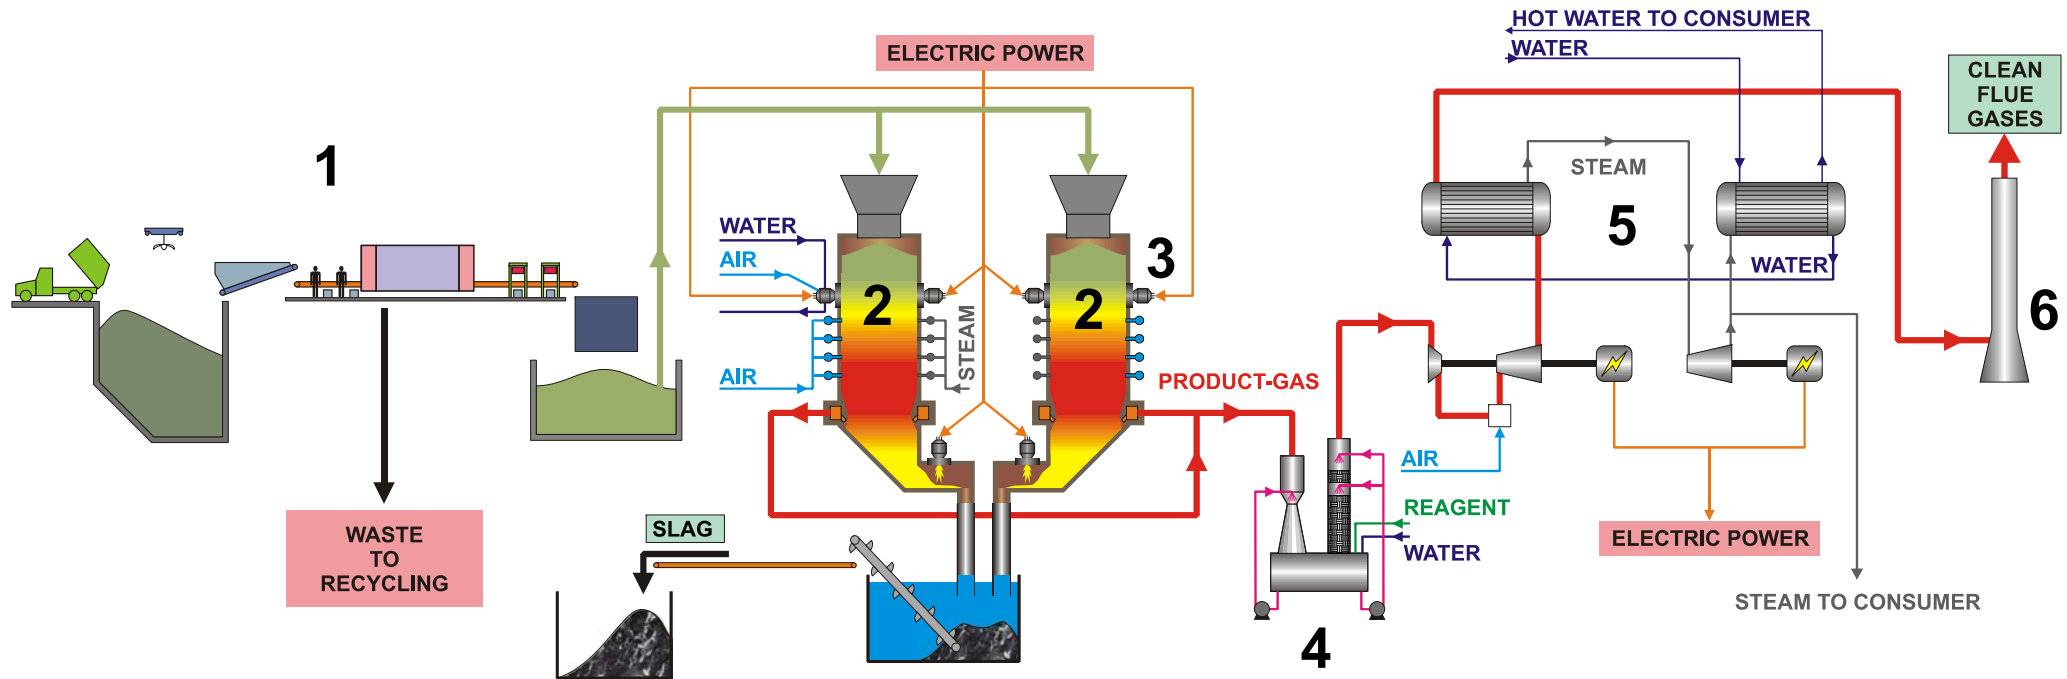 HOT WATER TO CONSUMER
WATER
ELECTRIC POWER
CLEAN
FLUE
GASES
1
STEAM
5
WATER
AIR
3
WATER
2
2
6
STEAM
AIR
PRODUCT-GAS
AIR
REAGENT
WATER
WASTE
TO
RECYCLING
SLAG
ELECTRIC POWER
STEAM TO CONSUMER
4